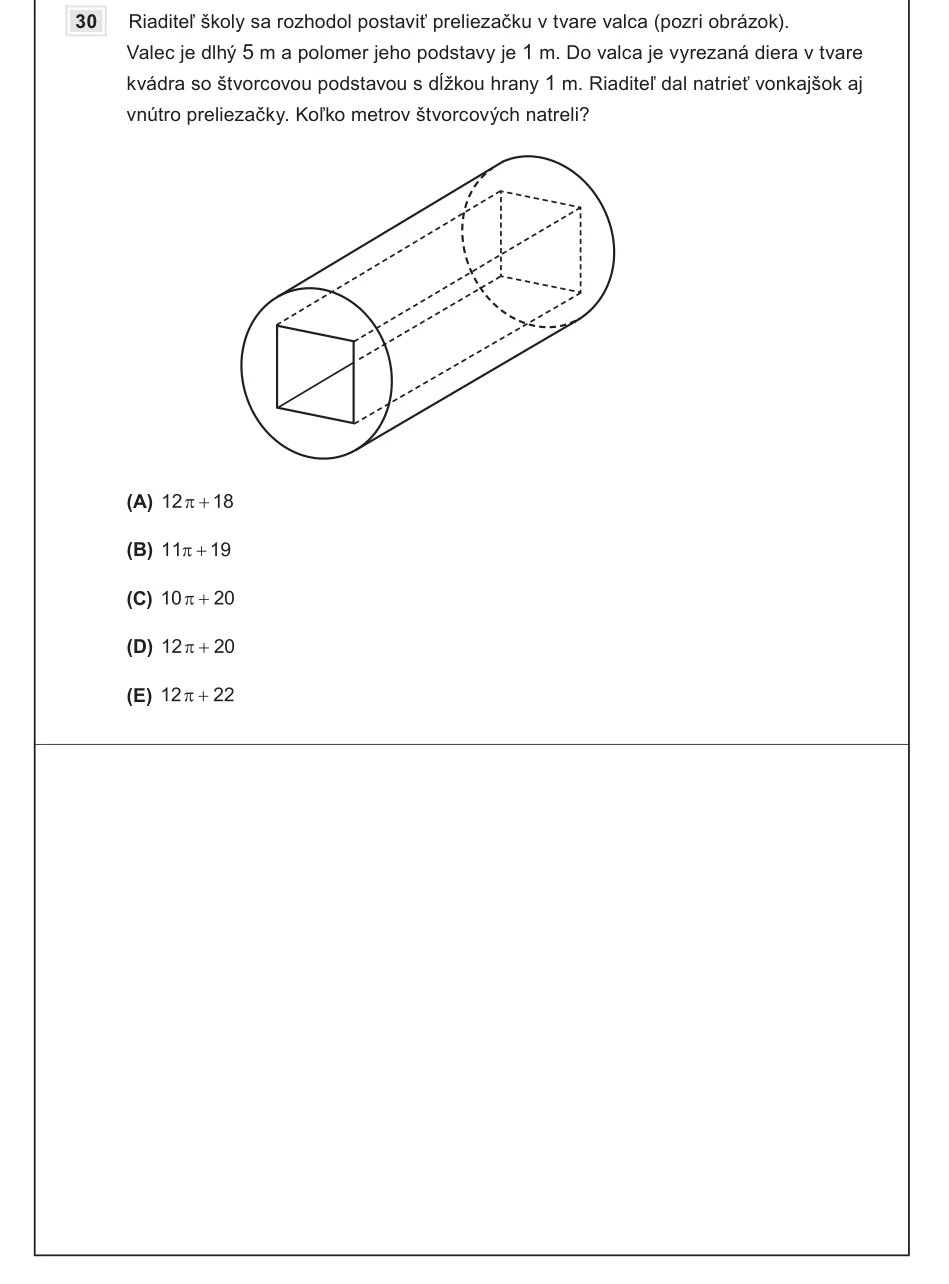 30 Riaditeľ školy sa rozhodol postaviť preliezačku v tvare valca (pozri obrázok).
Valec je dlhý 5 m a polomer jeho podstavy je 1 m. Do valca je vyrezaná diera v tvare
kvádra so štvorcovou podstavou s dĺžkou hrany 1 m. Riaditeľ dal natrieť vonkajšok aj
vnútro preliezačky. Koľko metrov štvorcových natreli?
(A) 12π + 18
(B) 11π + 19
(C) 10π + 20
(D) 12π + 20
(E) 12π + 22